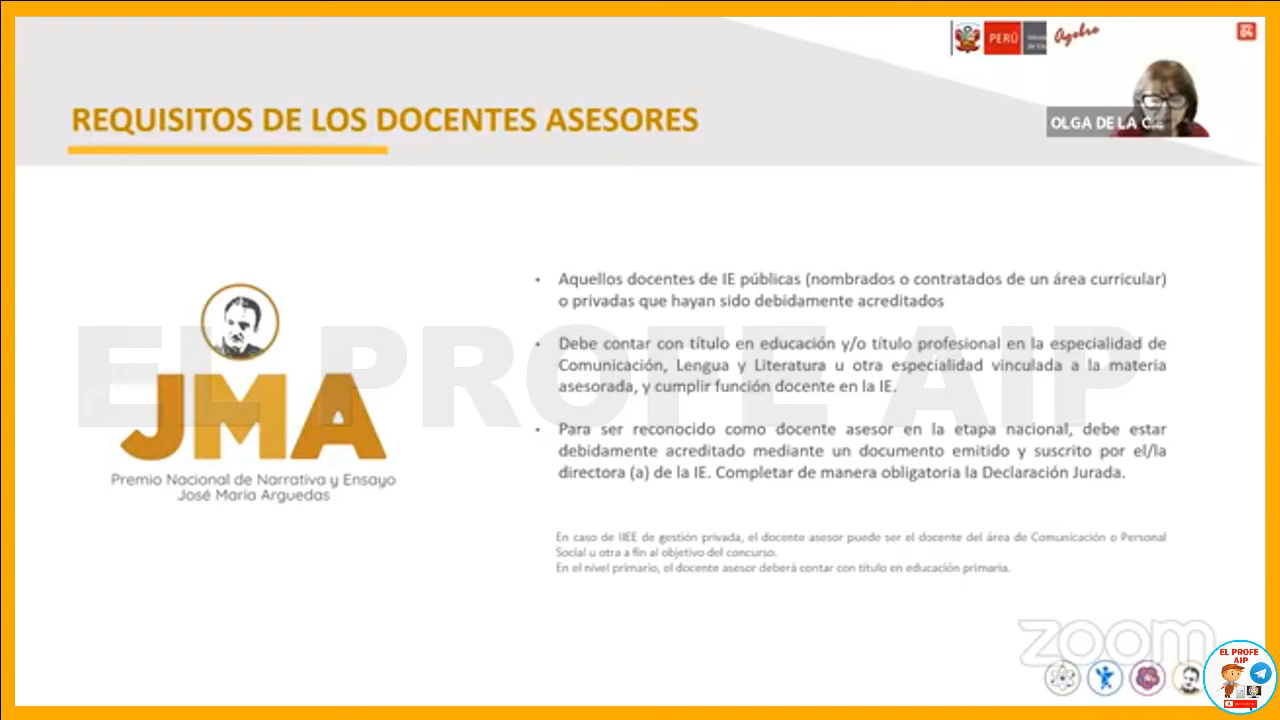 PERÚ
UGEL
04
OLGA DE LA C...
REQUISITOS DE LOS DOCENTES ASESORES
• Aquellos docentes de IE públicas (nombrados o contratados de un área curricular)
o privadas que hayan sido debidamente acreditados
• Debe contar con título en educación y/o título profesional en la especialidad de
Comunicación, Lengua y Literatura u otra especialidad vinculada a la materia
asesorada, y cumplir función docente en la IE.
• Para ser reconocido como docente asesor en la etapa nacional, debe estar
debidamente acreditado mediante un documento emitido y suscrito por el/la
directora (a) de la IE. Completar de manera obligatoria la Declaración Jurada.
En caso de IIEE de gestión privada, el docente asesor puede ser el docente del área de Comunicación o Personal
Social u otra a fin al objetivo del concurso.
En el nivel primario, el docente asesor deberá contar con título en educación primaria.
JMA
Premio Nacional de Narrativa y Ensayo
José María Arguedas
EL PROFE AIP
zoom
EL PROFE
AIP